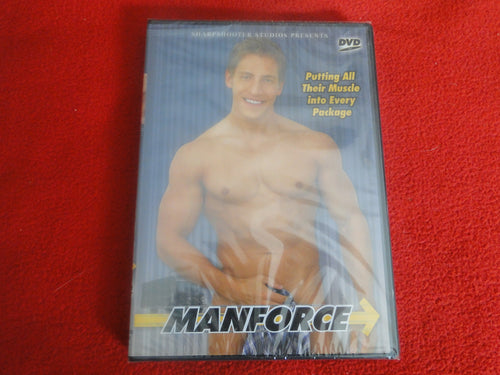 SHARPSHOOTER STUDIOS PRESENTS
DVD
Putting All
Their Muscle
into Every
Package
MANFORCE